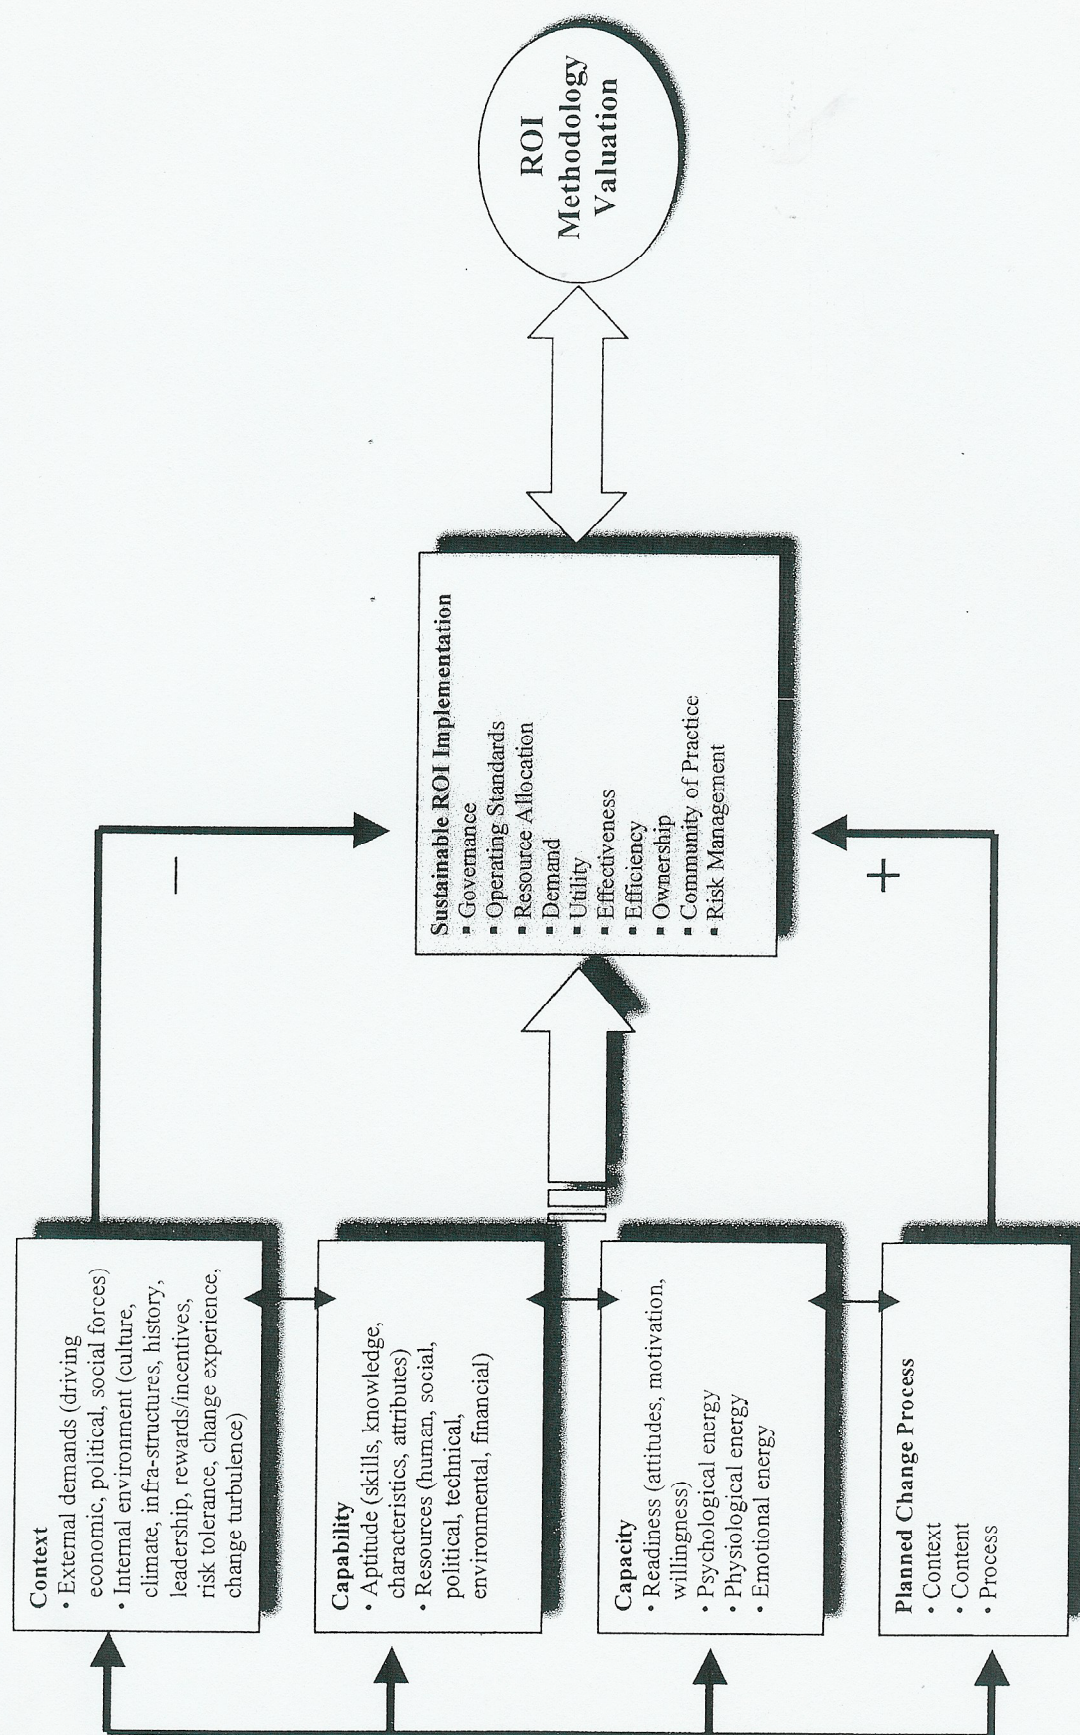 Context
• External demands (driving
economic, political, social forces)
• Internal environment (culture,
climate, infra-structures, history,
leadership, rewards/incentives,
risk tolerance, change experience,
change turbulence)
Capability
• Aptitude (skills, knowledge,
characteristics, attributes)
• Resources (human, social,
political, technical,
environmental, financial)
Capacity
• Readiness (attitudes, motivation,
willingness)
• Psychological energy
• Physiological energy
• Emotional energy
Planned Change Process
• Context
• Content
• Process
−
+
Sustainable ROI Implementation
▪ Governance
▪ Operating Standards
▪ Resource Allocation
▪ Demand
▪ Utility
▪ Effectiveness
▪ Efficiency
▪ Ownership
▪ Community of Practice
▪ Risk Management
ROI
Methodology
Valuation